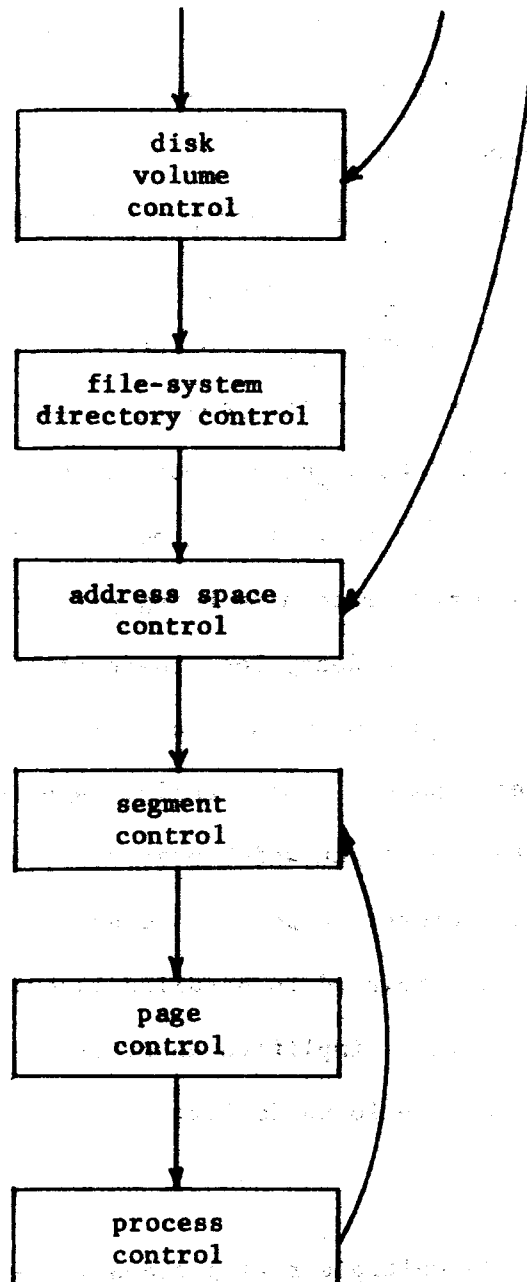 disk
volume
control
file-system
directory control
address space
control
segment
control
page
control
process
control